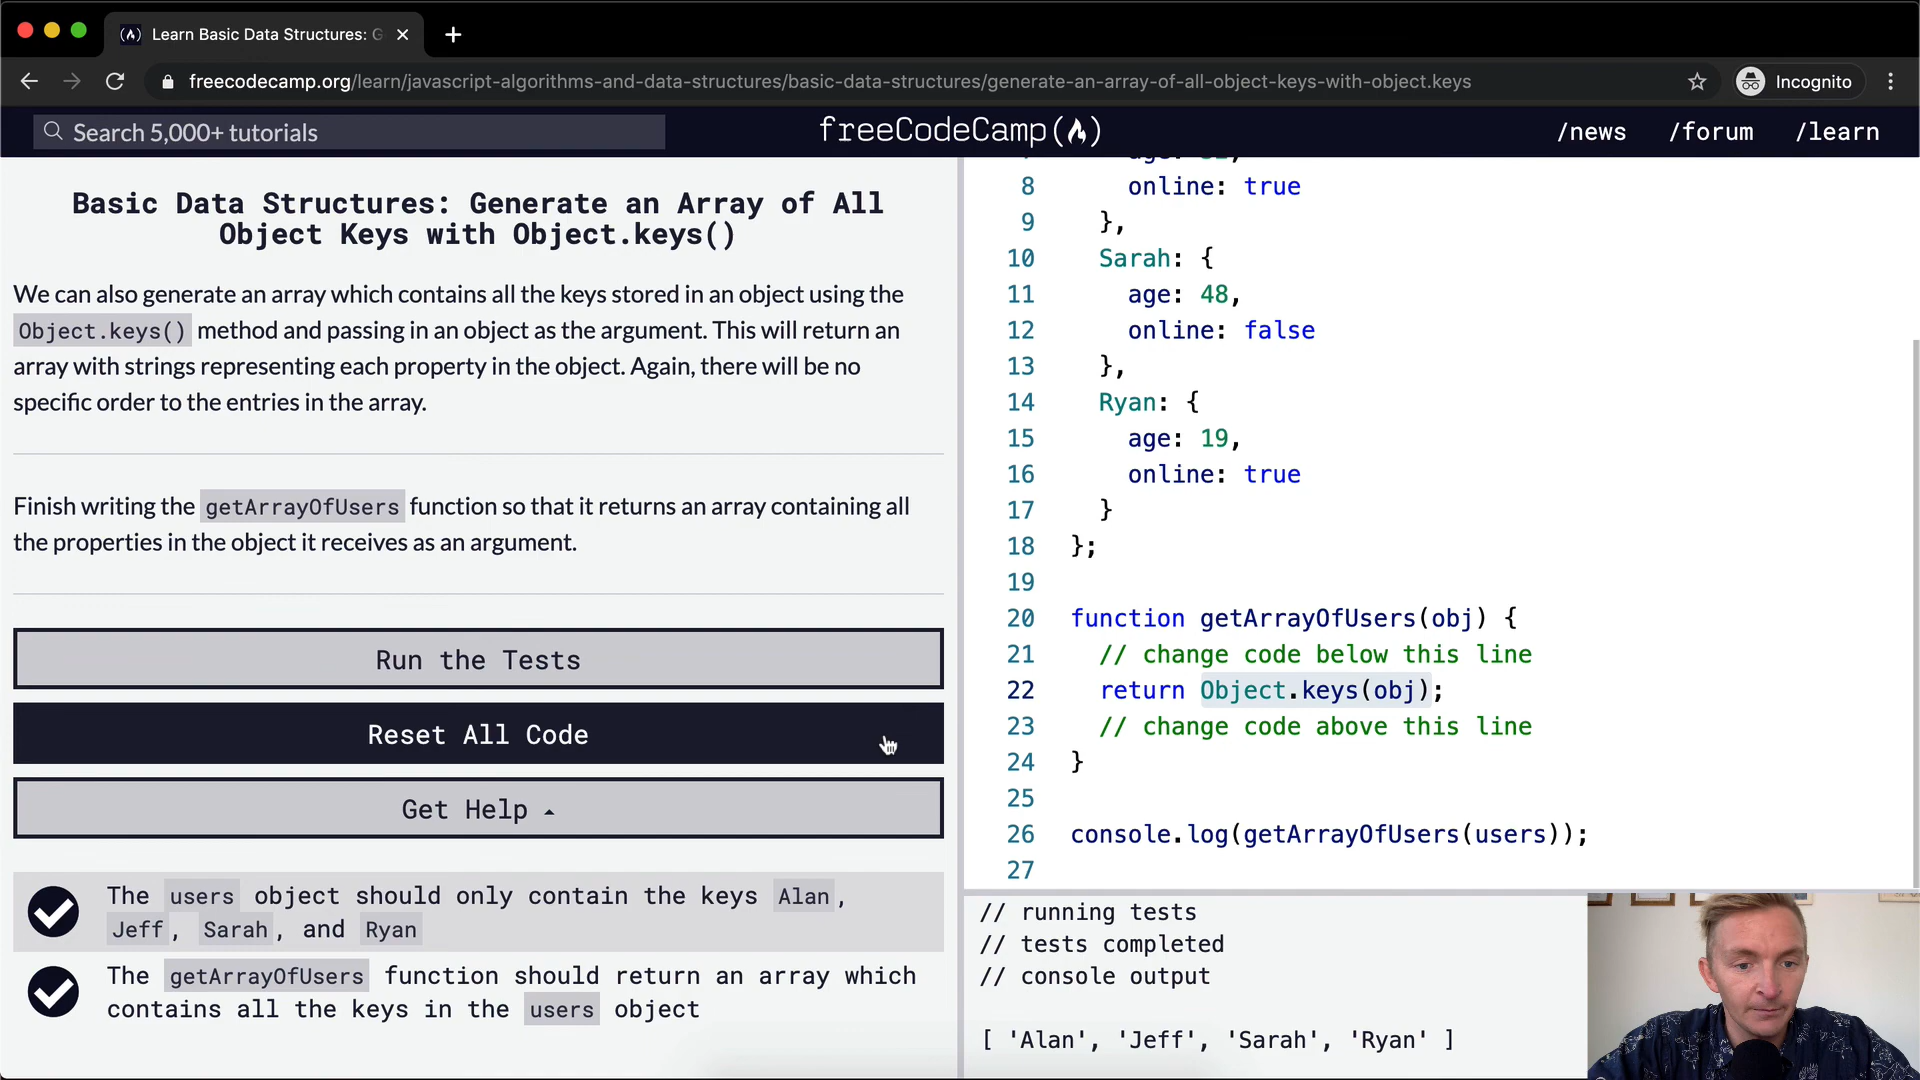 Learn Basic Data Structures: G
freecodecamp.org/learn/javascript-algorithms-and-data-structures/basic-data-structures/generate-an-array-of-all-object-keys-with-object.keys
Incognito
Search 5,000+ tutorials
freeCodeCamp
/news
/forum
/learn
Basic Data Structures: Generate an Array of All
Object Keys with Object.keys()
We can also generate an array which contains all the keys stored in an object using the
Object.keys() method and passing in an object as the argument. This will return an
array with strings representing each property in the object. Again, there will be no
specific order to the entries in the array.
Finish writing the getArrayOfUsers function so that it returns an array containing all
the properties in the object it receives as an argument.
Run the Tests
Reset All Code
Get Help
The users object should only contain the keys Alan,
Jeff, Sarah, and Ryan
The getArrayOfUsers function should return an array which
contains all the keys in the users object
8 online: true
9 },
10 Sarah: {
11 age: 48,
12 online: false
13 },
14 Ryan: {
15 age: 19,
16 online: true
17 }
18 };
19
20 function getArrayOfUsers(obj) {
21 // change code below this line
22 return Object.keys(obj);
23 // change code above this line
24 }
25
26 console.log(getArrayOfUsers(users));
27
// running tests
// tests completed
// console output
[ 'Alan', 'Jeff', 'Sarah', 'Ryan' ]